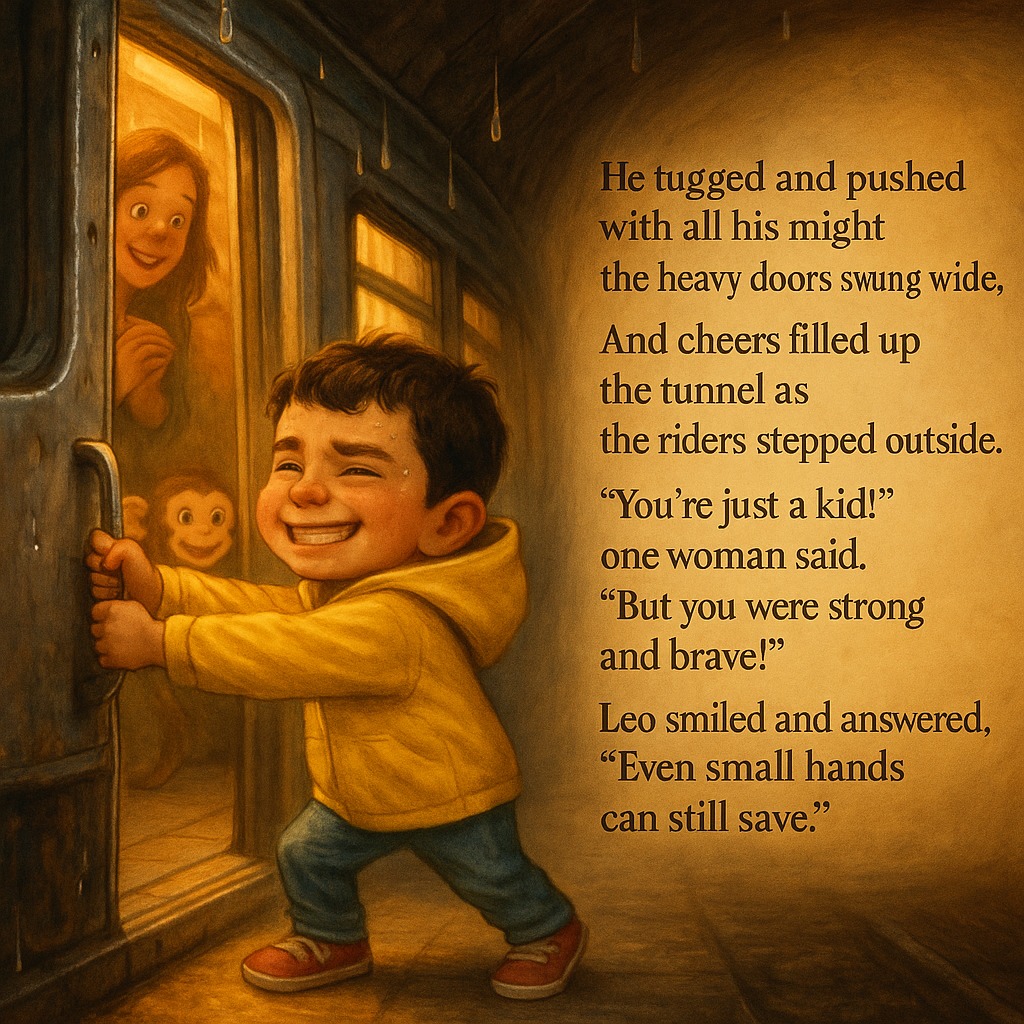 He tugged and pushed
with all his might
the heavy doors swung wide,
And cheers filled up
the tunnel as
the riders stepped outside.
“You’re just a kid!”
one woman said.
“But you were strong
and brave!”
Leo smiled and answered,
“Even small hands
can still save.”